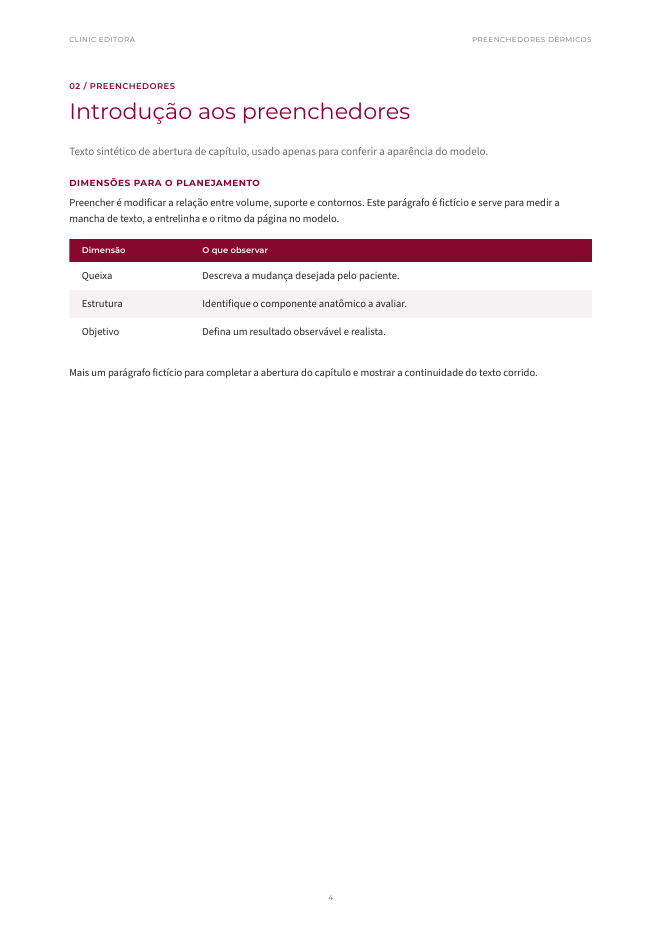 CLINIC EDITORA
PREENCHEDORES DÉRMICOS
02 / PREENCHEDORES
Introdução aos preenchedores
Texto sintético de abertura de capítulo, usado apenas para conferir a aparência do modelo.
DIMENSÕES PARA O PLANEJAMENTO
Preencher é modificar a relação entre volume, suporte e contornos. Este parágrafo é fictício e serve para medir a
mancha de texto, a entrelinha e o ritmo da página no modelo.
Dimensão O que observar
Queixa Descreva a mudança desejada pelo paciente.
Estrutura Identifique o componente anatômico a avaliar.
Objetivo Defina um resultado observável e realista.
Mais um parágrafo fictício para completar a abertura do capítulo e mostrar a continuidade do texto corrido.
4